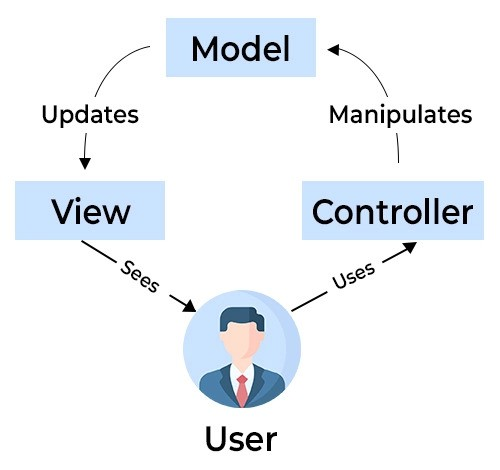 Model
Updates
Manipulates
View
Controller
Sees
Uses
User